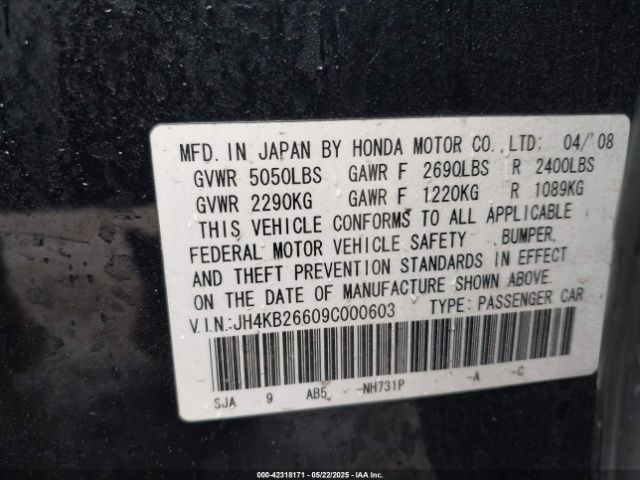 MFD. IN JAPAN BY HONDA MOTOR CO.,LTD: 04/'08
GVWR 5050LBS GAWR F 2690LBS R 2400LBS
GVWR 2290KG GAWR F 1220KG R 1089KG
THIS VEHICLE CONFORMS TO ALL APPLICABLE
FEDERAL MOTOR VEHICLE SAFETY ,BUMPER,
AND THEFT PREVENTION STANDARDS IN EFFECT
ON THE DATE OF MANUFACTURE SHOWN ABOVE.
V.I.N.:JH4KB26609C000603 TYPE: PASSENGER CAR
SJA 9 AB5 -NH731P -A -C
© 000-42318171 - 05/22/2025 - IAA Inc.